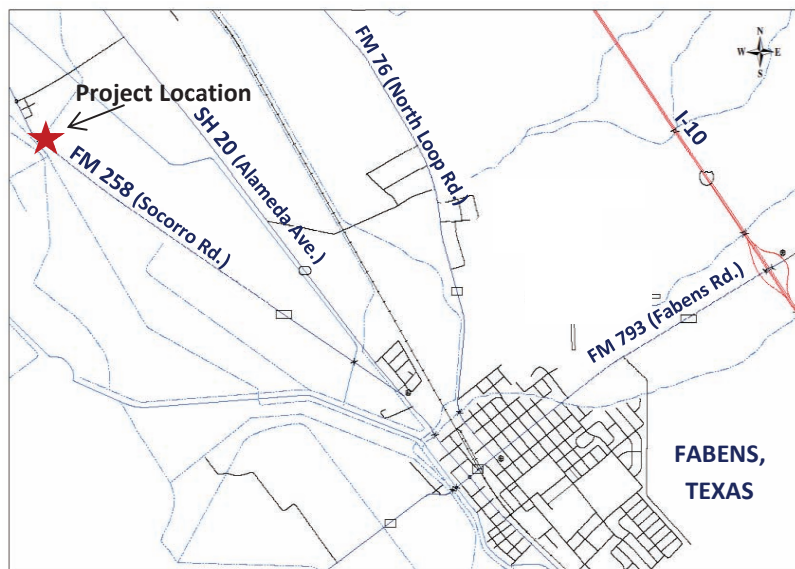 N
W E
S
Project Location
FM 76 (North Loop Rd.)
SH 20 (Alameda Ave.)
I-10
FM 258 (Socorro Rd.)
FM 793 (Fabens Rd.)
FABENS,
TEXAS